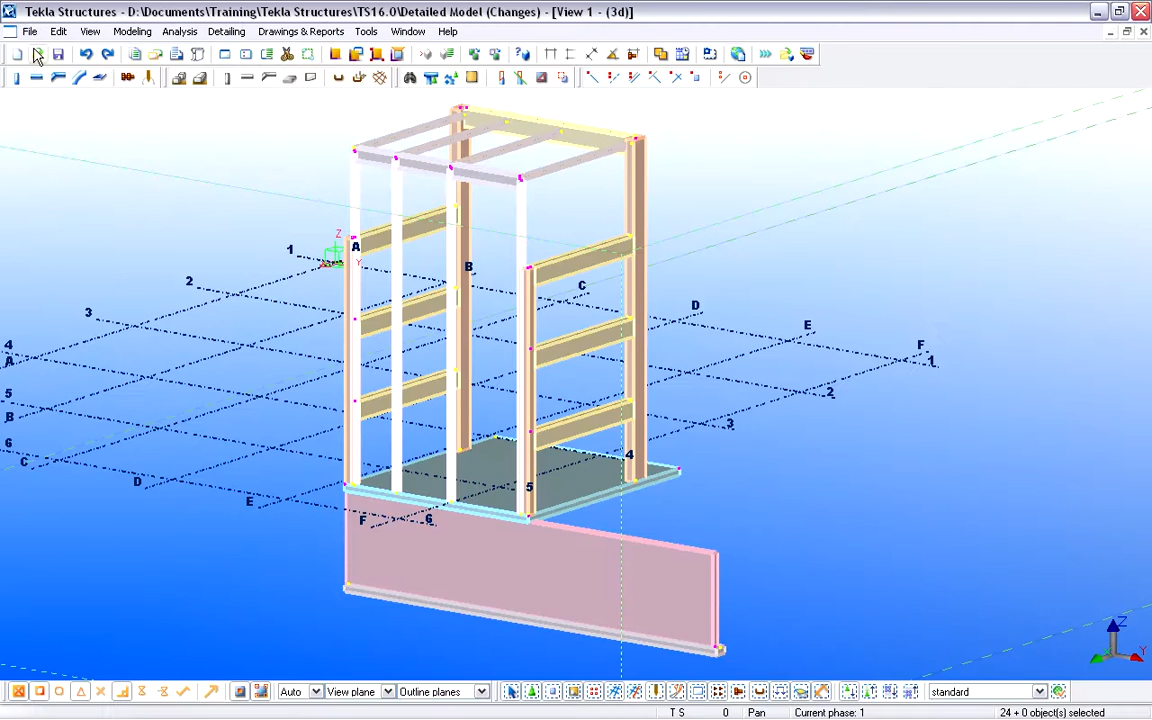 Tekla Structures - D:\Documents\Training\Tekla Structures\TS16.0\Detailed Model (Changes) - [View 1 - (3d)]
File Edit View Modeling Analysis Detailing Drawings & Reports Tools Window Help
Z
A
Y
1
B
2
C
3
D
E
4
F
A
1
5
2
B
3
6
C
4
D
5
E
F
6
Z
Y
Auto View plane Outline planes standard
T S 0 Pan Current phase: 1 24 + 0 object(s) selected